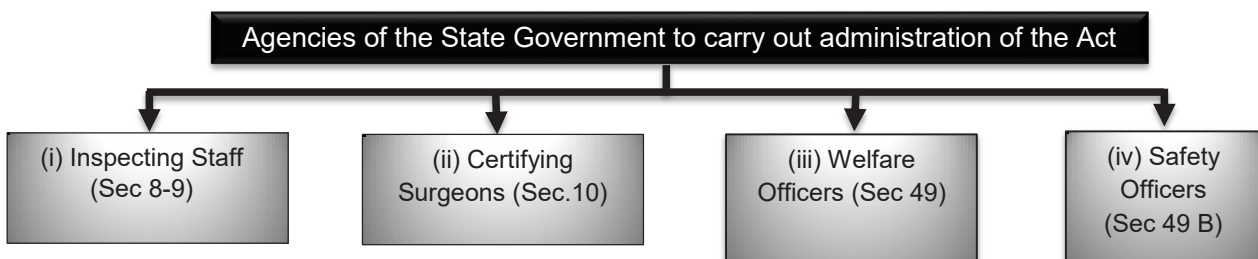 Agencies of the State Government to carry out administration of the Act
(i) Inspecting Staff
(Sec 8-9)
(ii) Certifying
Surgeons (Sec.10)
(iii) Welfare
Officers (Sec 49)
(iv) Safety
Officers
(Sec 49 B)